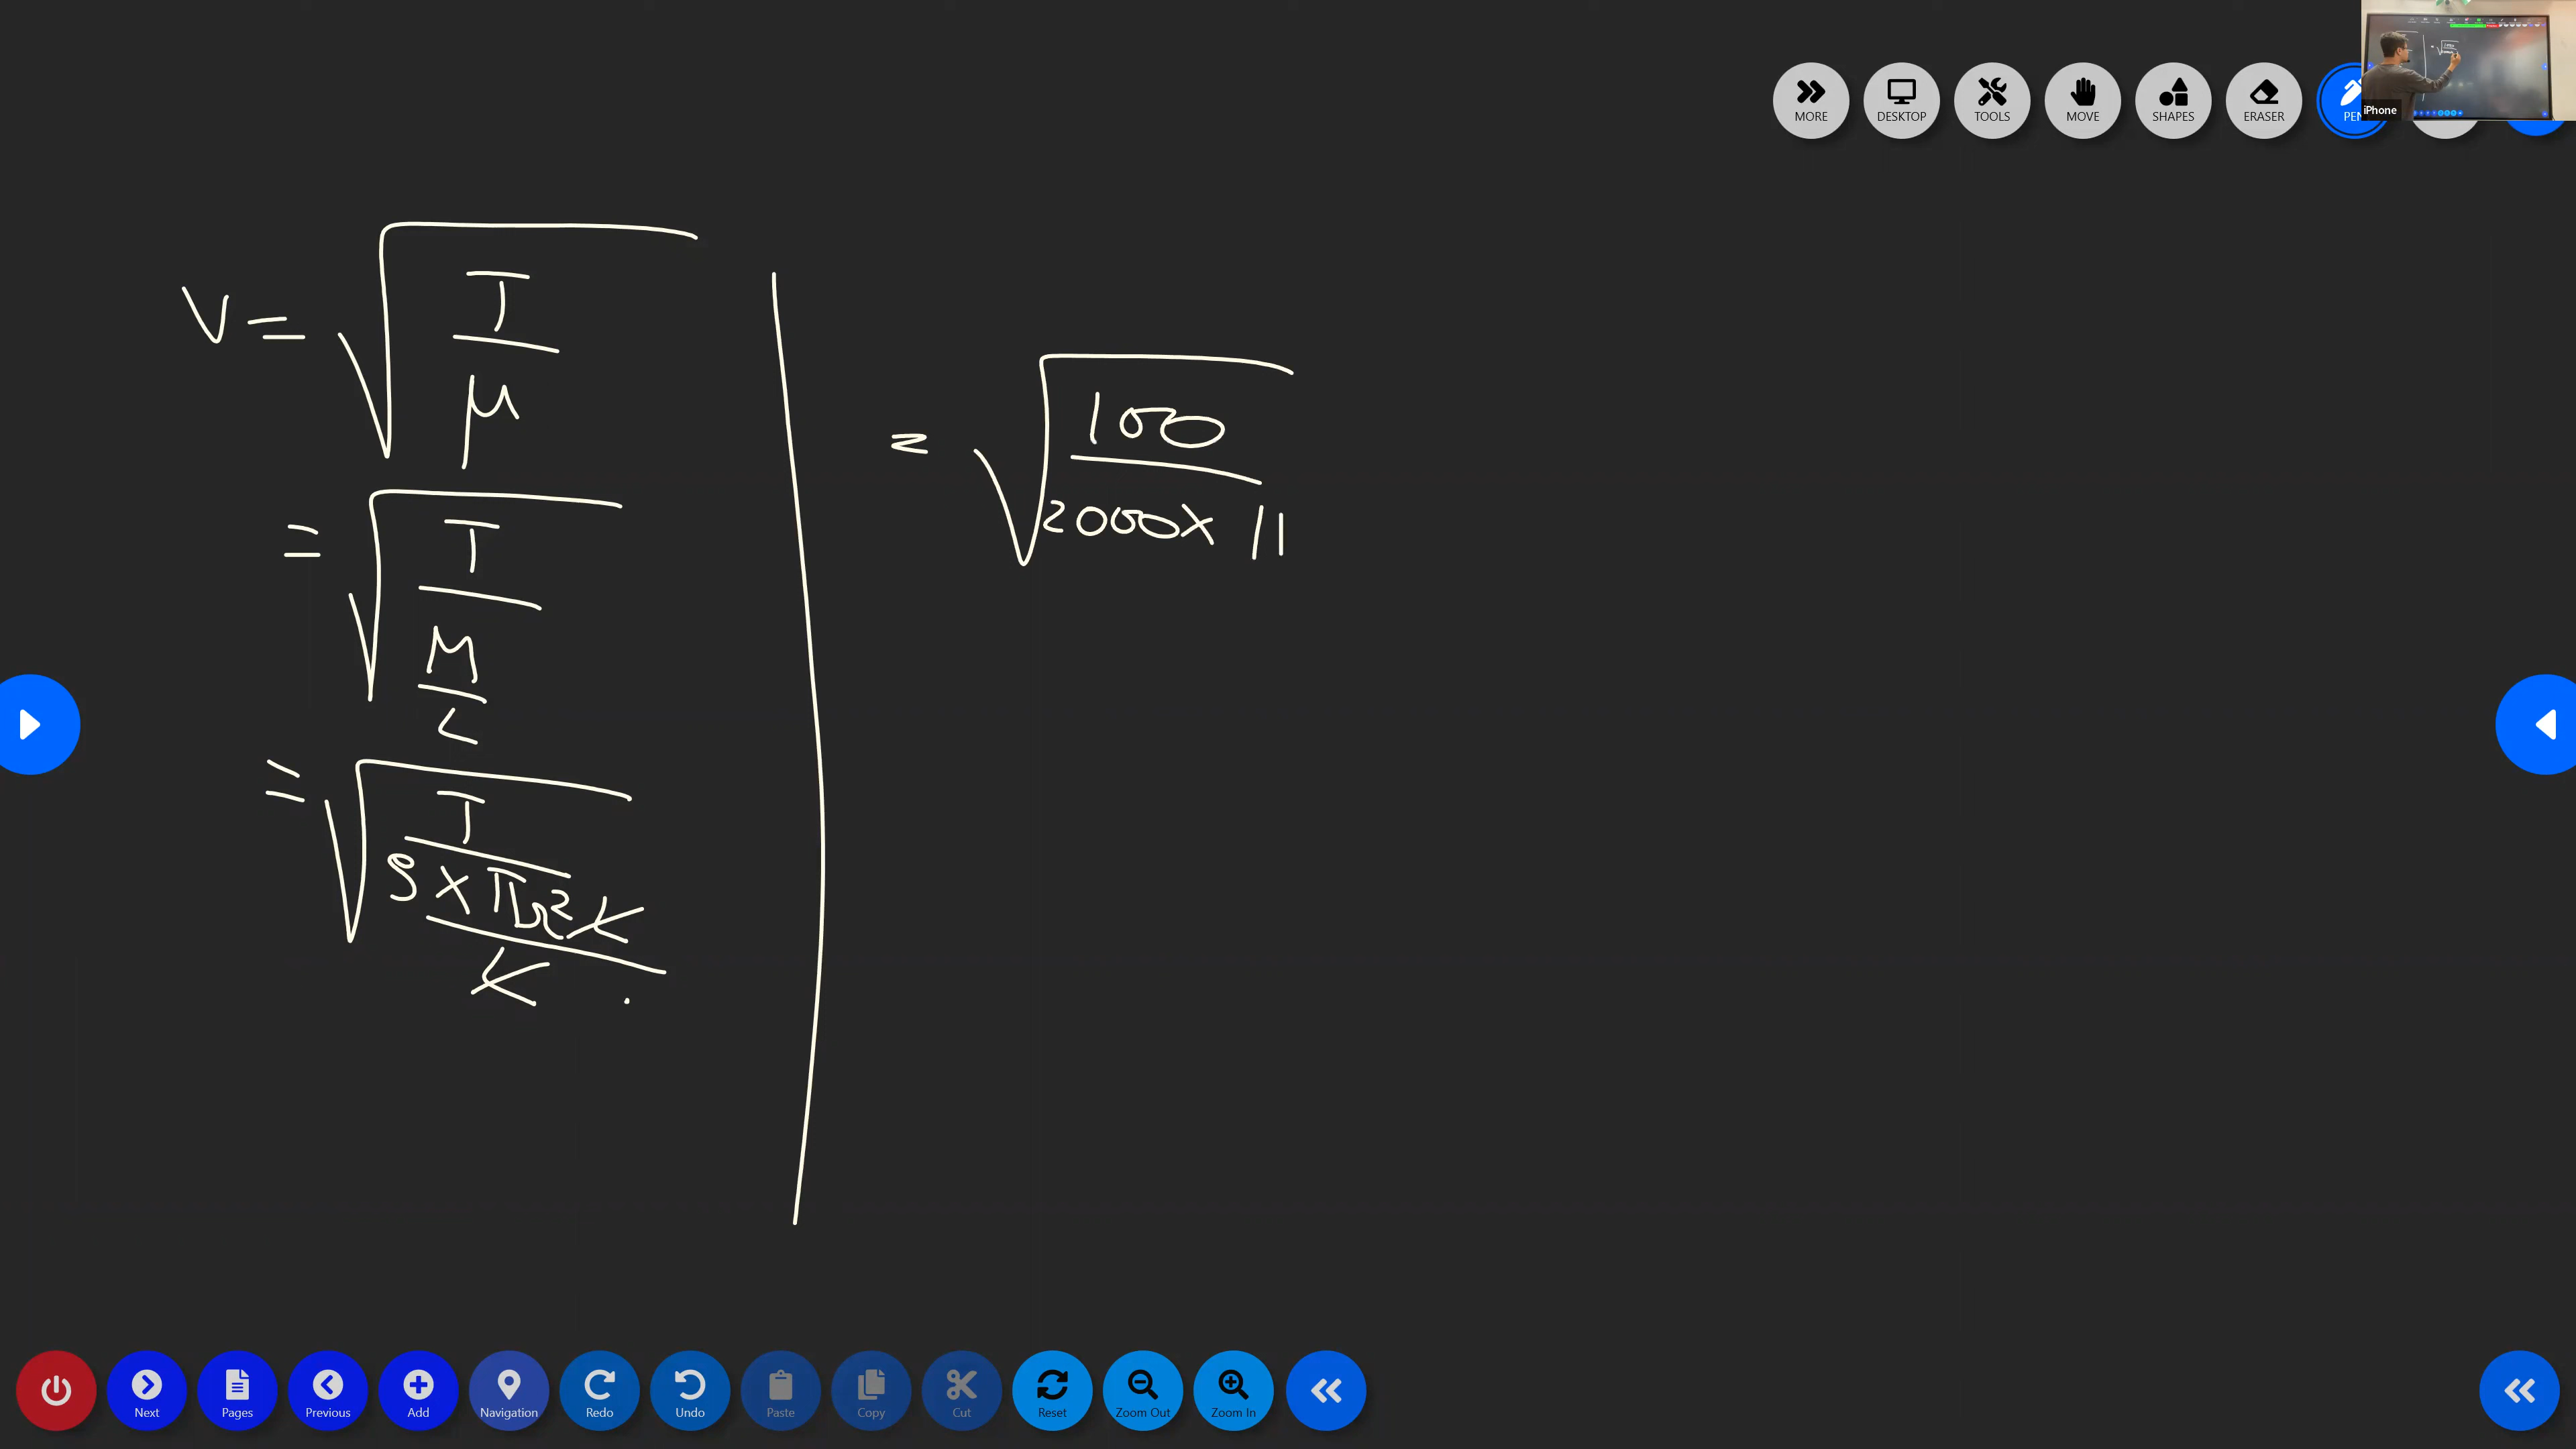 iPhone
MORE DESKTOP TOOLS MOVE SHAPES ERASER PEN
V = √(T/μ)
= √(T/(M/L))
= √(T/((ρ × πr² L)/L))
= √(100/(2000 × π
Next Pages Previous Add Navigation Redo Undo Paste Copy Cut Reset Zoom Out Zoom In